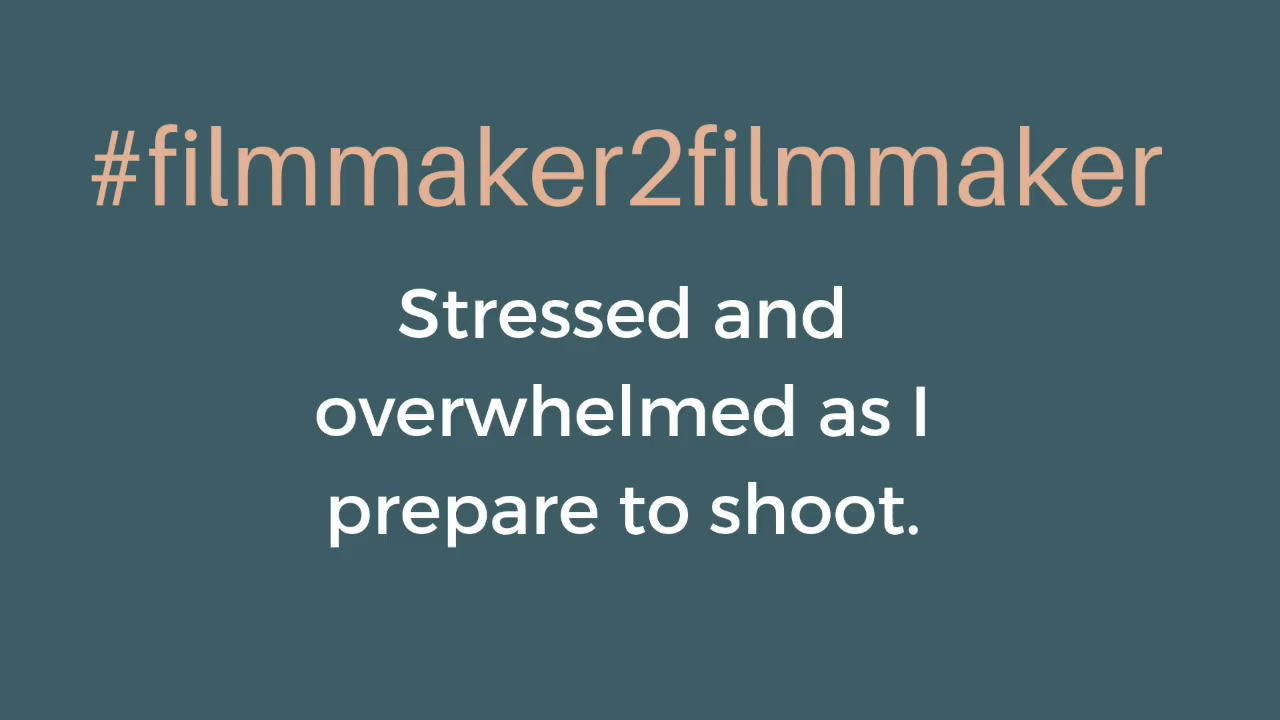 #filmmaker2filmmaker
Stressed and
overwhelmed as I
prepare to shoot.